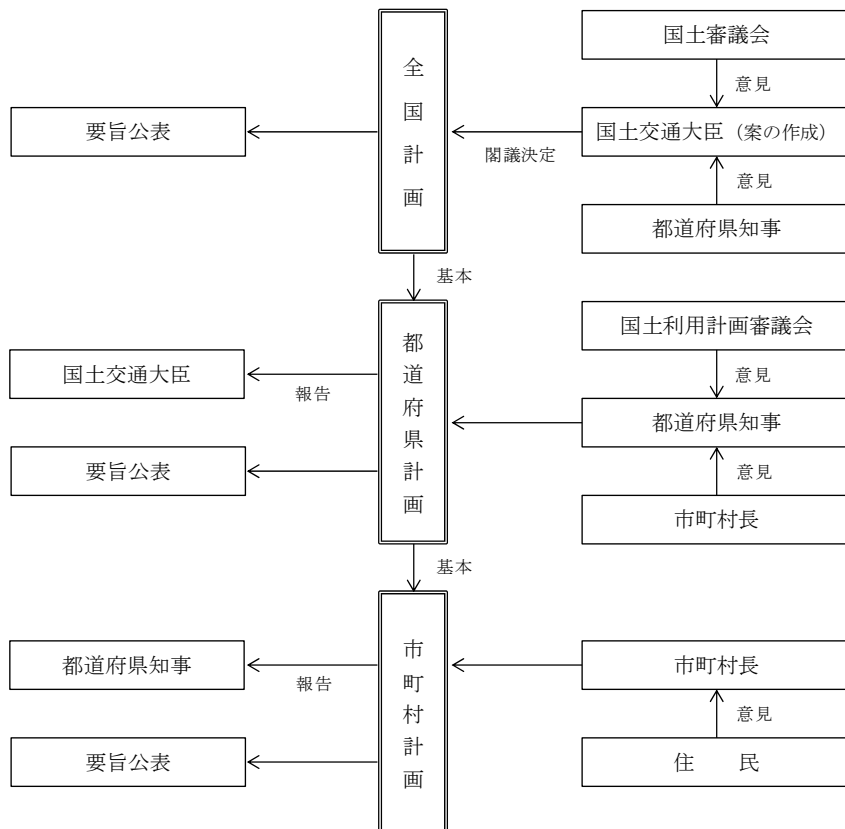 国土審議会
意見
全国計画
要旨公表
閣議決定
国土交通大臣（案の作成）
意見
都道府県知事
基本
都道府県計画
国土利用計画審議会
意見
国土交通大臣
報告
都道府県知事
意見
要旨公表
市町村長
基本
市町村計画
都道府県知事
報告
市町村長
意見
要旨公表
住　　民